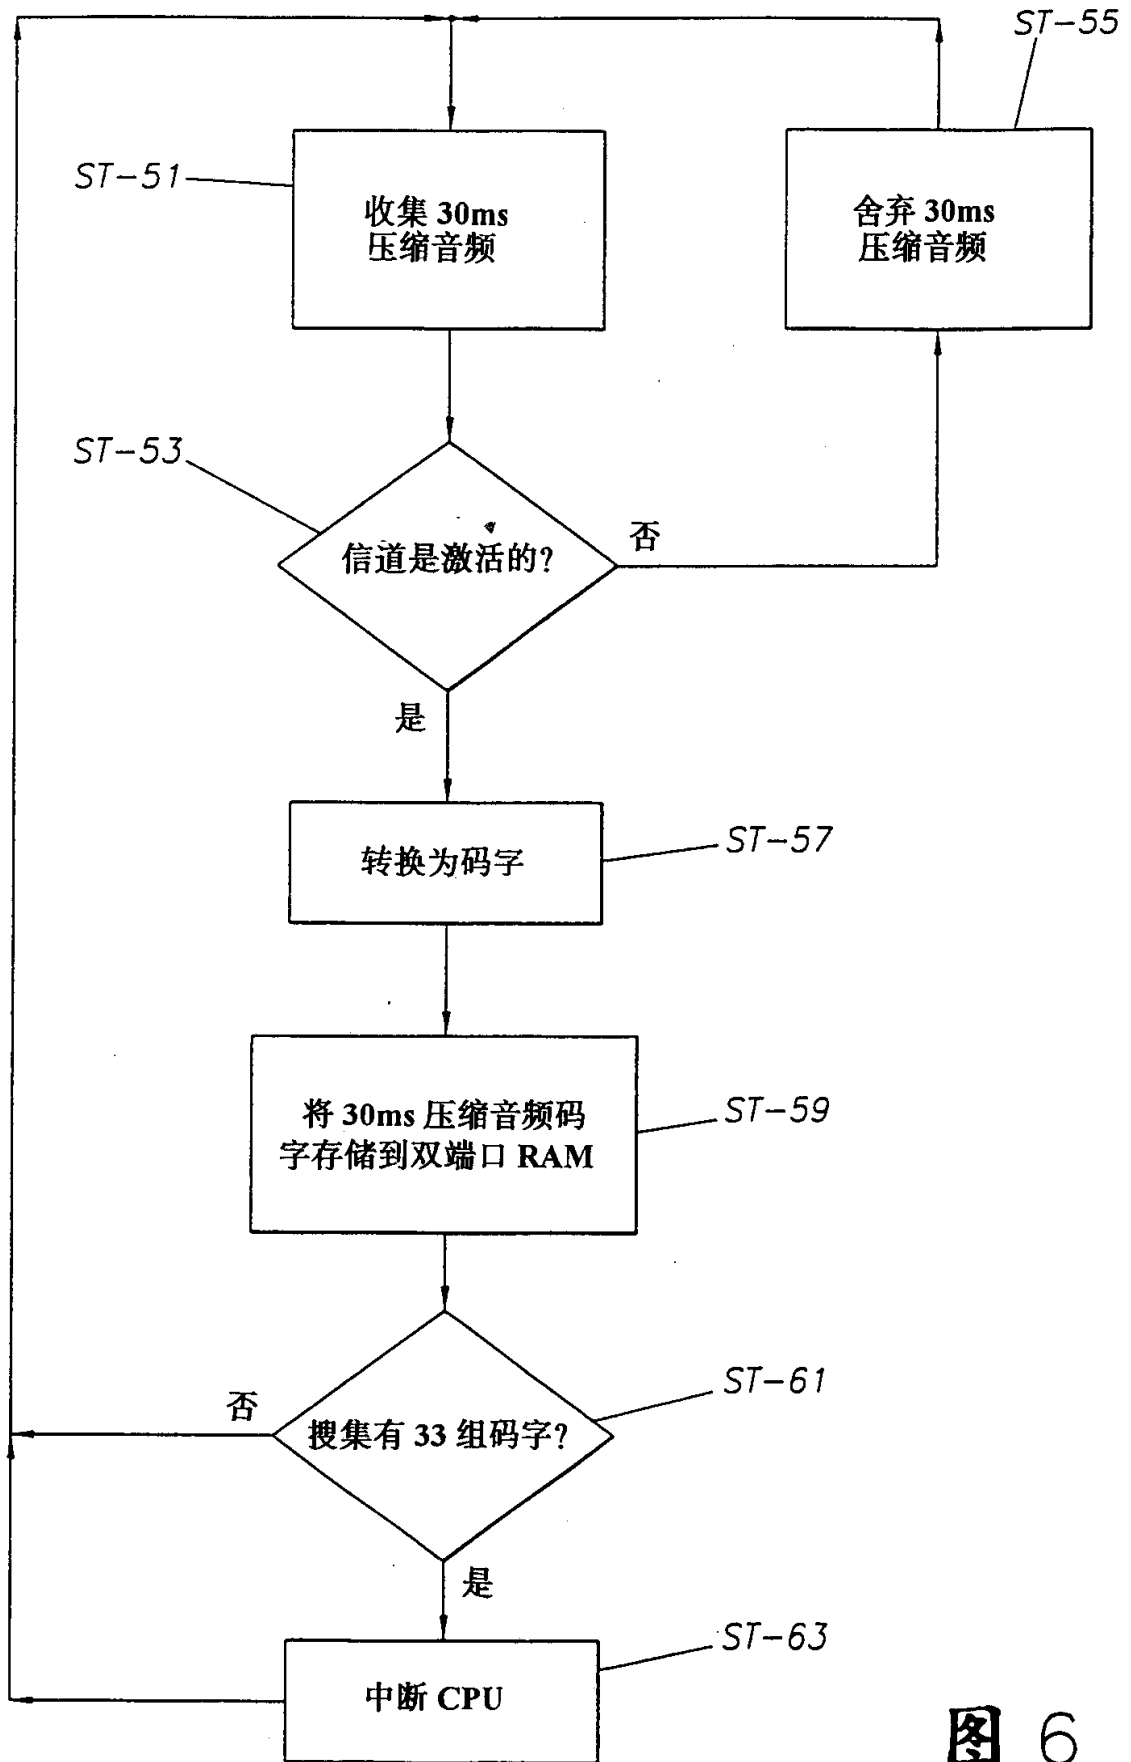 ST-55
ST-51
收集 30ms
压缩音频
舍弃 30ms
压缩音频
ST-53
信道是激活的?
否
是
转换为码字
ST-57
将 30ms 压缩音频码
字存储到双端口 RAM
ST-59
ST-61
否
搜集有 33 组码字?
是
ST-63
中断 CPU
图 6